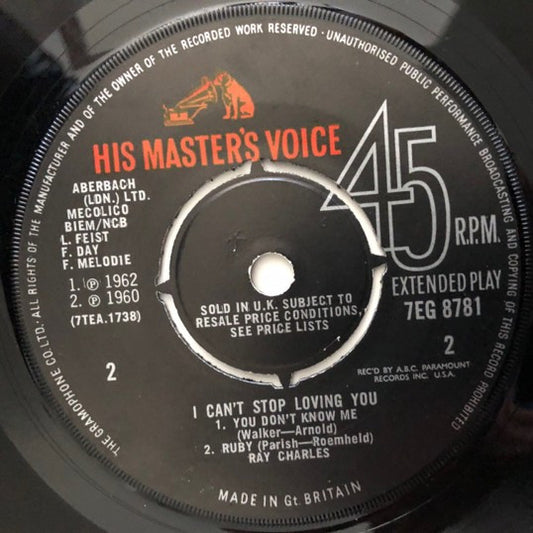 THE GRAMOPHONE CO. LTD. ALL RIGHTS OF THE MANUFACTURER AND OF THE OWNER OF THE RECORDED WORK RESERVED · UNAUTHORISED PUBLIC PERFORMANCE BROADCASTING AND COPYING OF THIS RECORD PROHIBITED
HIS MASTER'S VOICE
45
R.P.M.
ABERBACH
(LDN.) LTD.
MECOLICO
BIEM/NCB
L. FEIST
F. DAY
F. MELODIE
1. ℗ 1962
2. ℗ 1960
(7TEA.1738)
EXTENDED PLAY
7EG 8781
SOLD IN U.K. SUBJECT TO
RESALE PRICE CONDITIONS,
SEE PRICE LISTS
2
2
REC'D BY A.B.C. PARAMOUNT
RECORDS INC. U.S.A.
I CAN'T STOP LOVING YOU
1. YOU DON'T KNOW ME
(Walker—Arnold)
2. RUBY (Parish—Roemheld)
RAY CHARLES
MADE IN Gt. BRITAIN